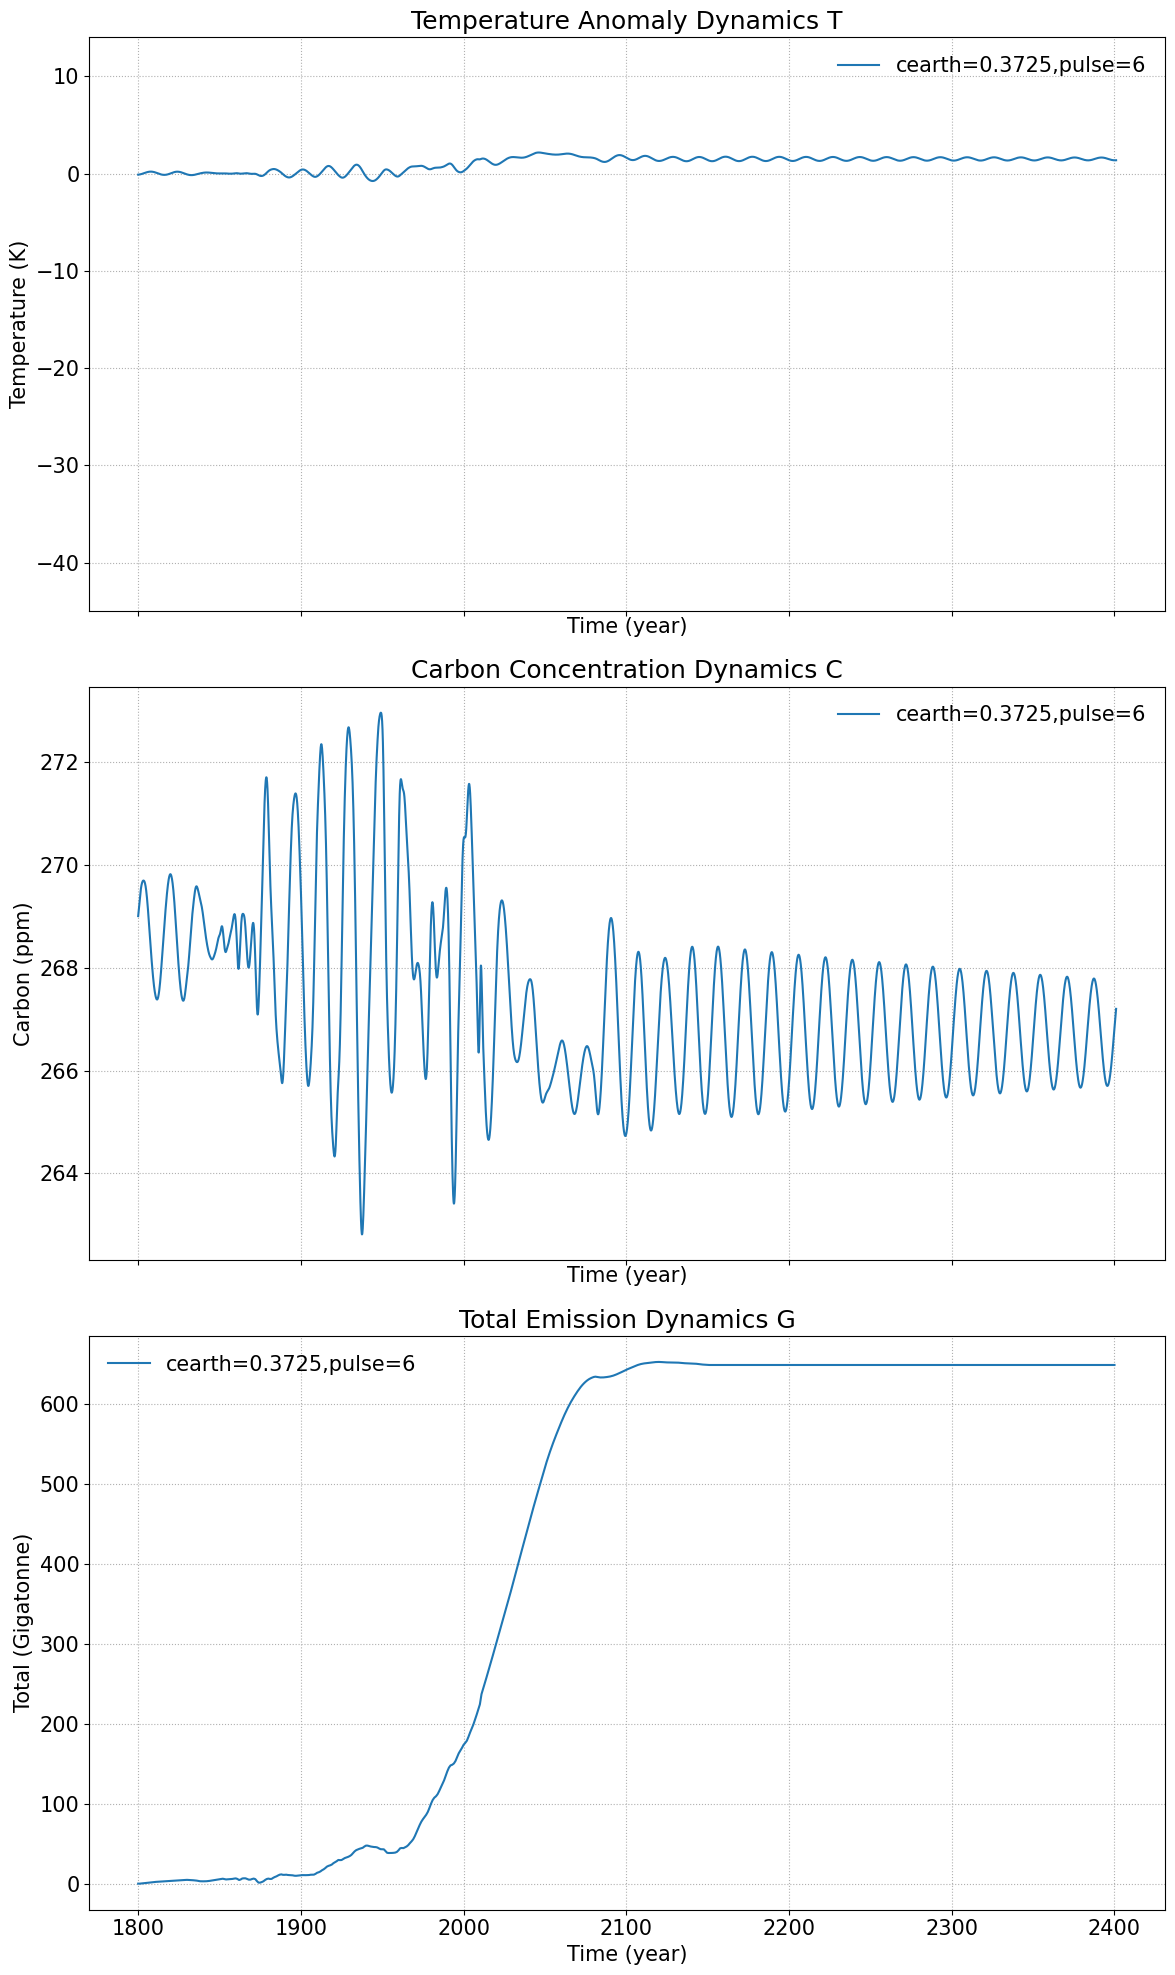 Temperature Anomaly Dynamics T
cearth=0.3725,pulse=6
10
0
−10
−20
−30
−40
Temperature (K)
Time (year)
Carbon Concentration Dynamics C
cearth=0.3725,pulse=6
272
270
268
266
264
Carbon (ppm)
Time (year)
Total Emission Dynamics G
cearth=0.3725,pulse=6
600
500
400
300
200
100
0
Total (Gigatonne)
1800 1900 2000 2100 2200 2300 2400
Time (year)